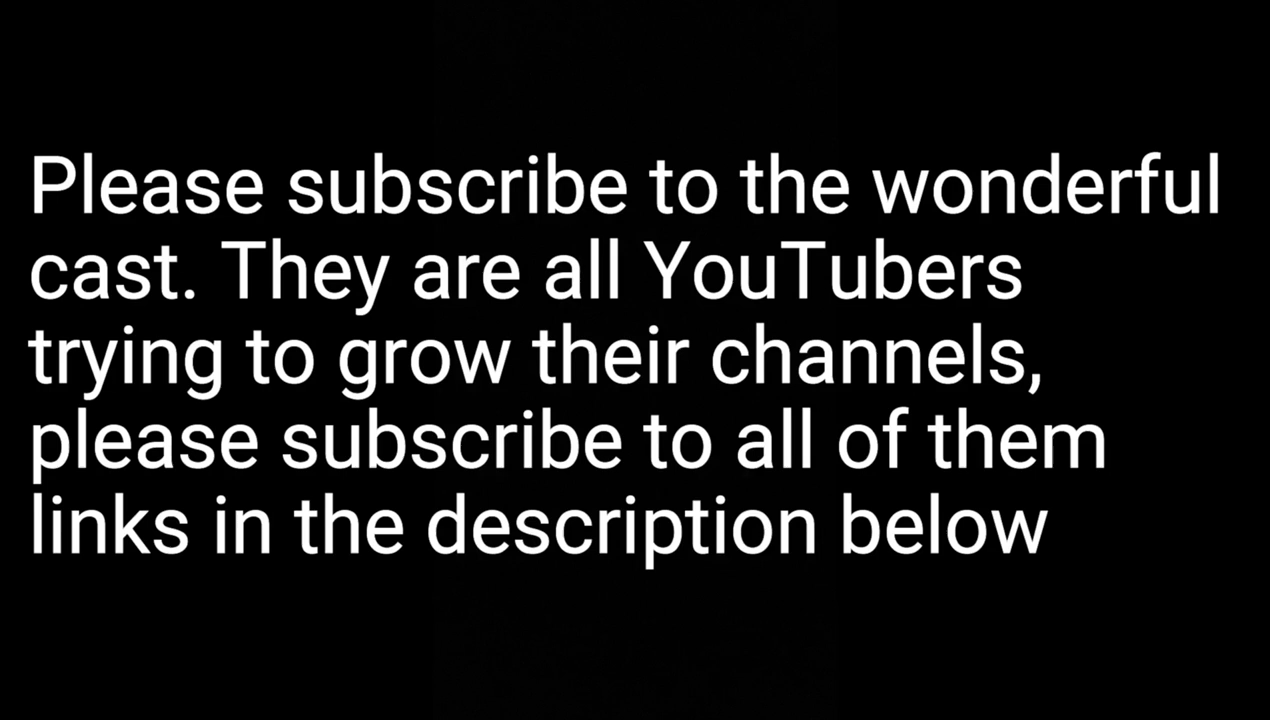 Please subscribe to the wonderful
cast. They are all YouTubers
trying to grow their channels,
please subscribe to all of them
links in the description below